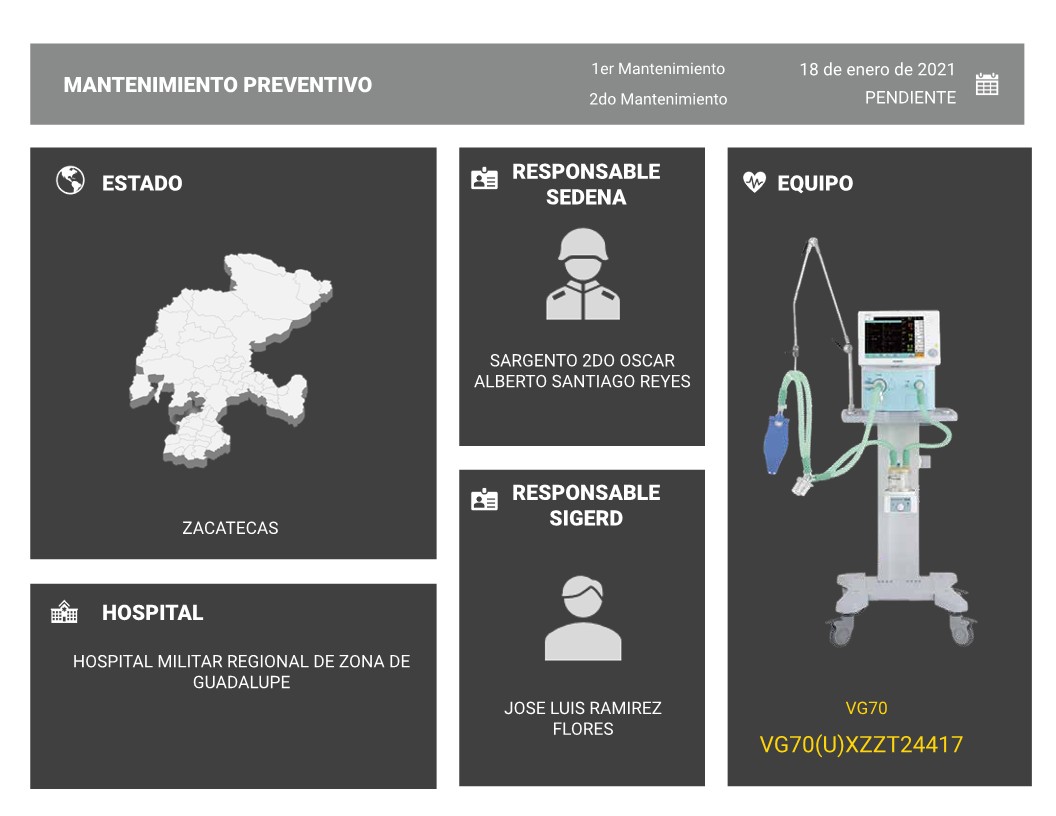 MANTENIMIENTO PREVENTIVO
1er Mantenimiento
18 de enero de 2021
2do Mantenimiento
PENDIENTE
ESTADO
ZACATECAS
HOSPITAL
HOSPITAL MILITAR REGIONAL DE ZONA DE
GUADALUPE
RESPONSABLE
SEDENA
SARGENTO 2DO OSCAR
ALBERTO SANTIAGO REYES
RESPONSABLE
SIGERD
JOSE LUIS RAMIREZ
FLORES
EQUIPO
VG70
VG70(U)XZZT24417